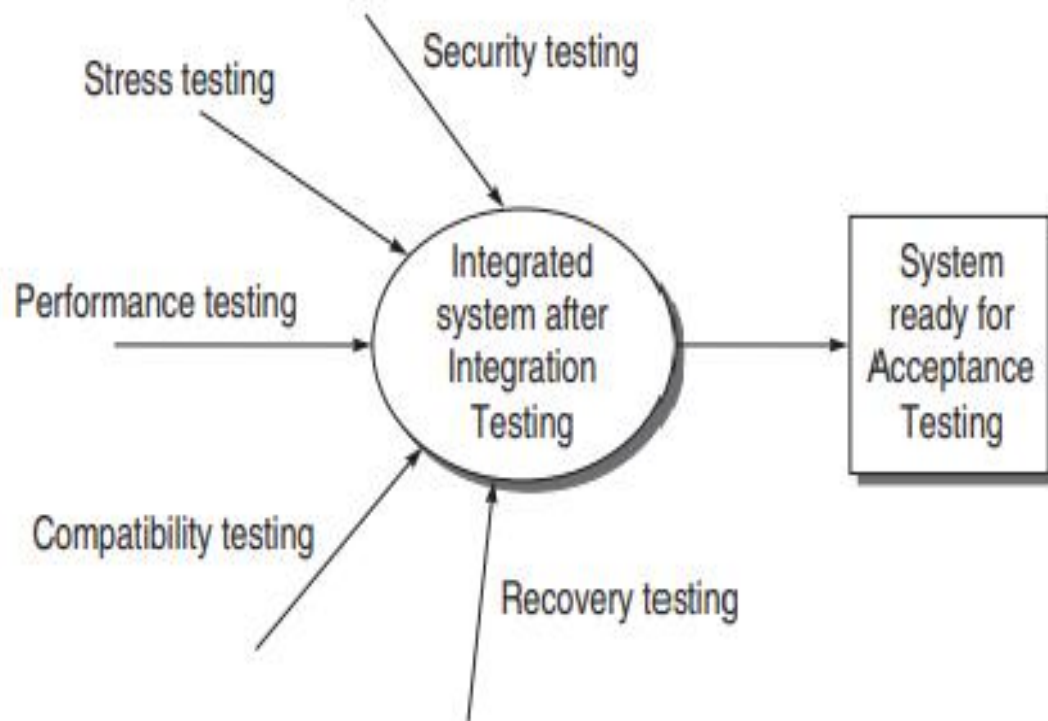 Security testing
Stress testing
Performance testing
Integrated
system after
Integration
Testing
System
ready for
Acceptance
Testing
Compatibility testing
Recovery testing